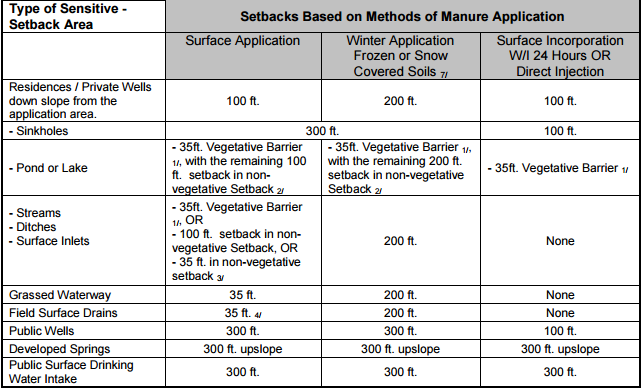 Type of Sensitive -
Setback Area
Setbacks Based on Methods of Manure Application
Surface Application
Winter Application
Frozen or Snow
Covered Soils 7/
Surface Incorporation
W/I 24 Hours OR
Direct Injection
Residences / Private Wells
down slope from the
application area.
100 ft.
200 ft.
100 ft.
- Sinkholes
300 ft.
100 ft.
- Pond or Lake
- 35ft. Vegetative Barrier
1/, with the remaining 100
ft. setback in non-
vegetative Setback 2/
- 35ft. Vegetative Barrier 1/,
with the remaining 200 ft.
setback in non-vegetative
Setback 2/
- 35ft. Vegetative Barrier 1/
- Streams
- Ditches
- Surface Inlets
- 35ft. Vegetative Barrier
1/, OR
- 100 ft. setback in non-
vegetative Setback, OR
- 35 ft. in non-vegetative
setback 3/
200 ft.
None
Grassed Waterway
35 ft.
200 ft.
None
Field Surface Drains
35 ft. 4/
200 ft.
None
Public Wells
300 ft.
300 ft.
100 ft.
Developed Springs
300 ft. upslope
300 ft. upslope
300 ft. upslope
Public Surface Drinking
Water Intake
300 ft.
300 ft.
300 ft.